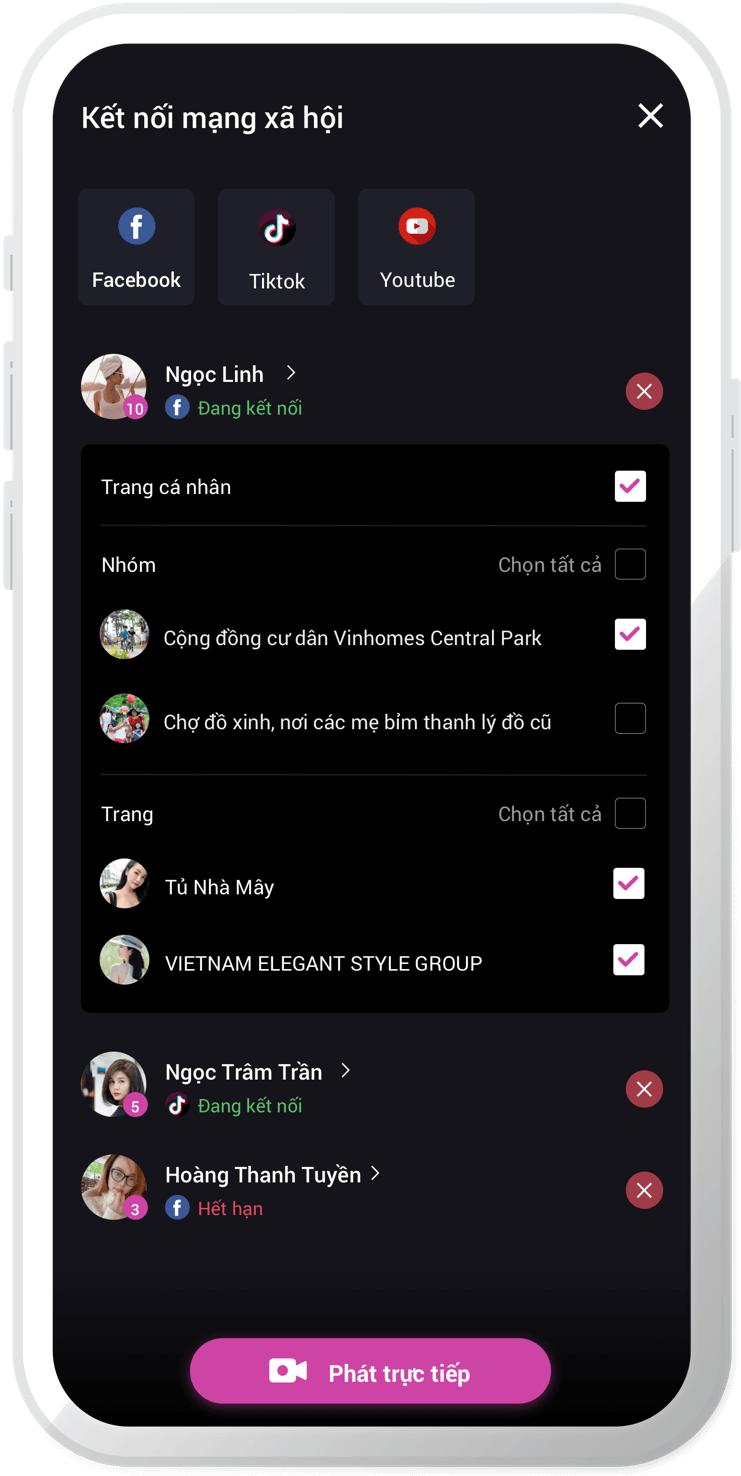 Kết nối mạng xã hội
Facebook
Tiktok
Youtube
Ngọc Linh
10
Đang kết nối
Trang cá nhân
Nhóm
Chọn tất cả
Cộng đồng cư dân Vinhomes Central Park
Chợ đồ xinh, nơi các mẹ bỉm thanh lý đồ cũ
Trang
Chọn tất cả
Tủ Nhà Mây
VIETNAM ELEGANT STYLE GROUP
Ngọc Trâm Trần
5
Đang kết nối
Hoàng Thanh Tuyền
3
Hết hạn
Phát trực tiếp